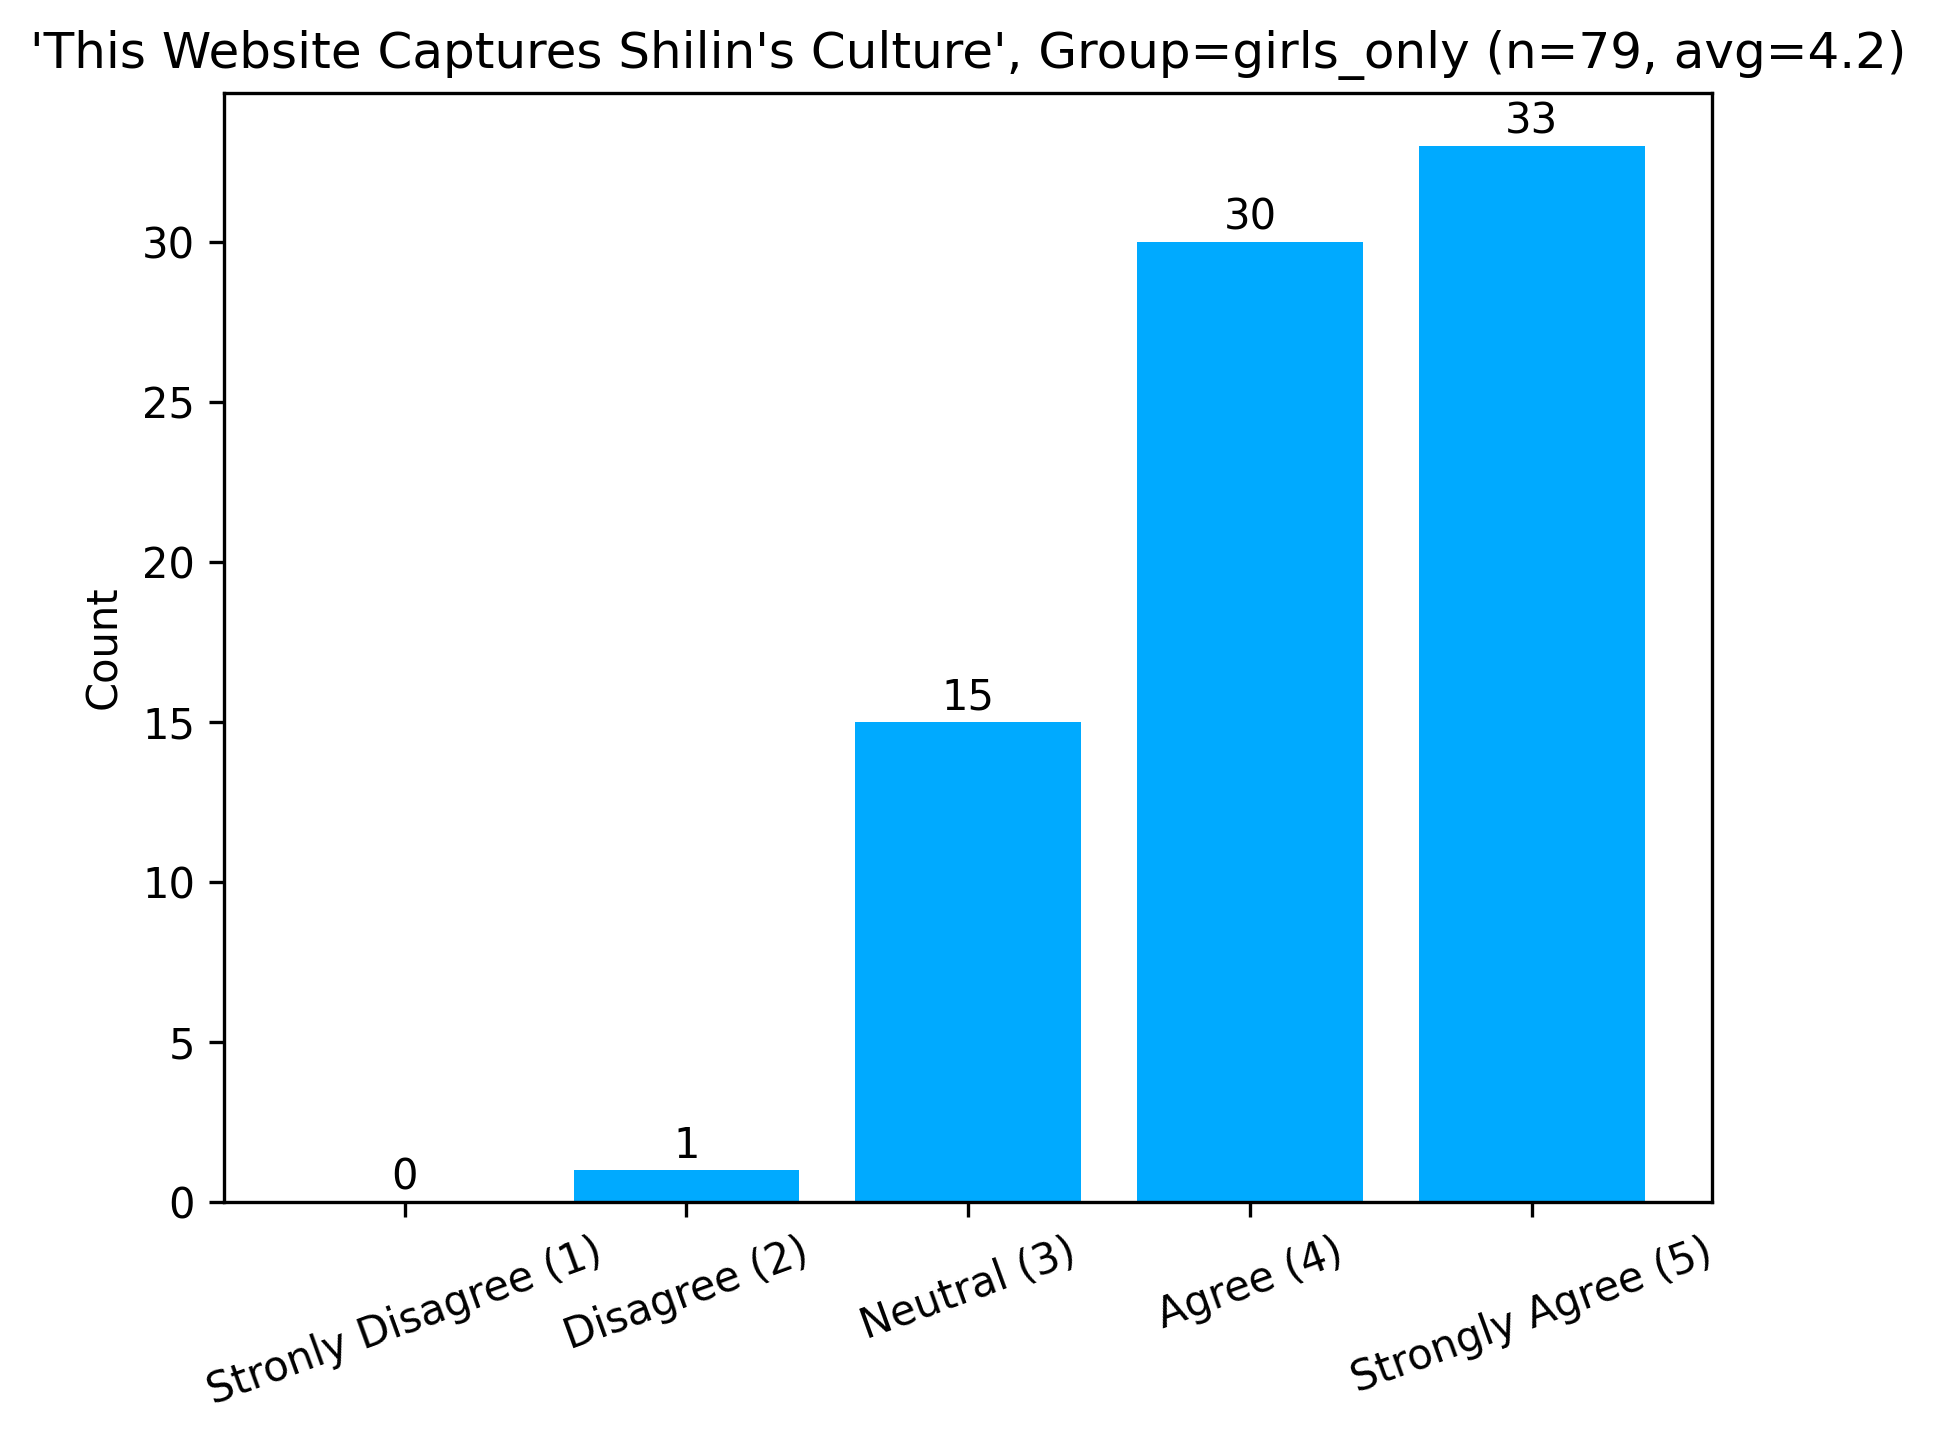 'This Website Captures Shilin's Culture', Group=girls_only (n=79, avg=4.2)
33
30
30
25
20
Count
15
15
10
5
1
0
0
Stronly Disagree (1)
Disagree (2)
Neutral (3)
Agree (4)
Strongly Agree (5)